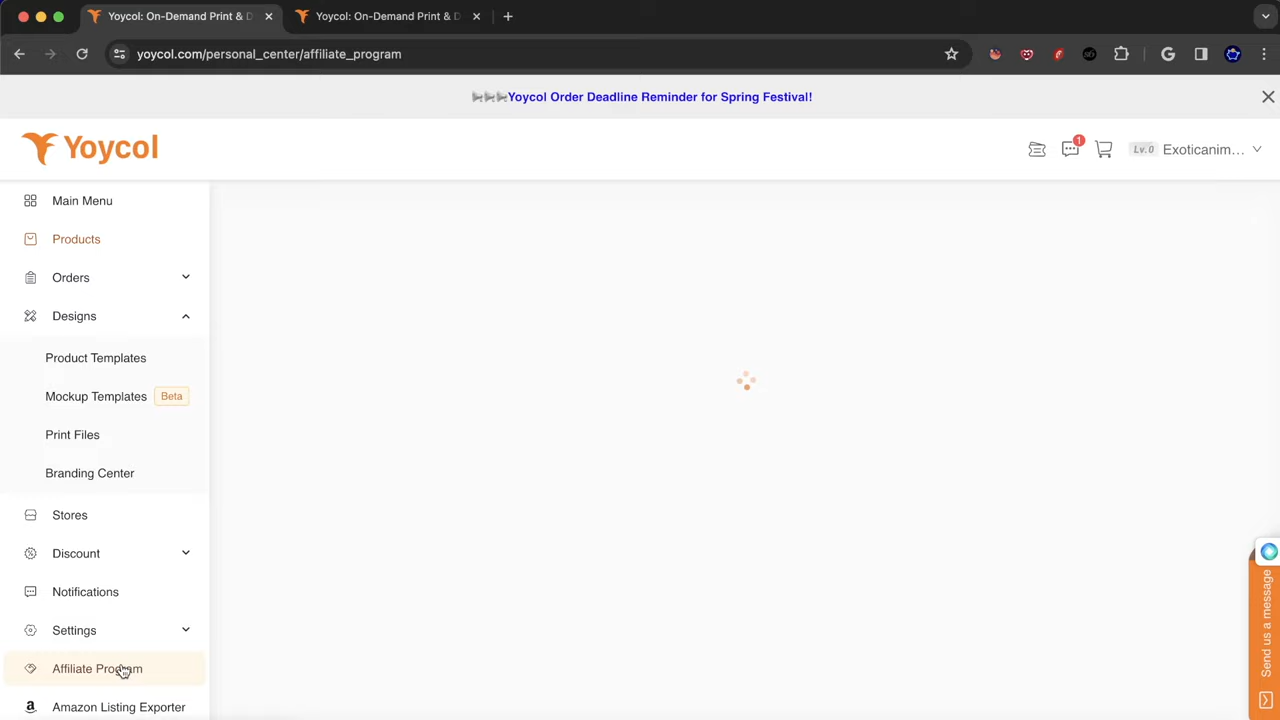 Yoycol: On-Demand Print & D
Yoycol: On-Demand Print & D
yoycol.com/personal_center/affiliate_program
Yoycol Order Deadline Reminder for Spring Festival!
Yoycol
1
Lv.0
Exoticanim...
Main Menu
Products
Orders
Designs
Product Templates
Mockup Templates
Beta
Print Files
Branding Center
Stores
Discount
Notifications
Settings
Affiliate Program
Amazon Listing Exporter
Send us a message